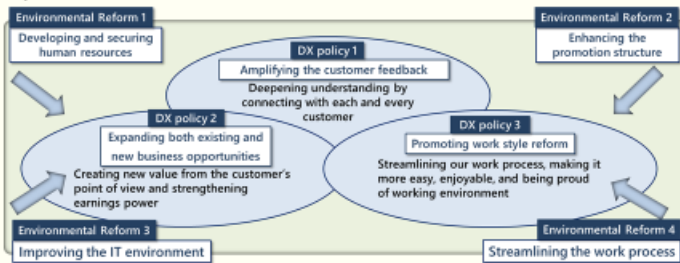 Environmental Reform 1
Developing and securing
human resources
Environmental Reform 2
Enhancing the
promotion structure
DX policy 1
Amplifying the customer feedback
Deepening understanding by
connecting with each and every
customer
DX policy 2
Expanding both existing and
new business opportunities
Creating new value from the customer's
point of view and strengthening
earnings power
DX policy 3
Promoting work style reform
Streamlining our work process, making it
more easy, enjoyable, and being proud
of working environment
Environmental Reform 3
Improving the IT environment
Environmental Reform 4
Streamlining the work process